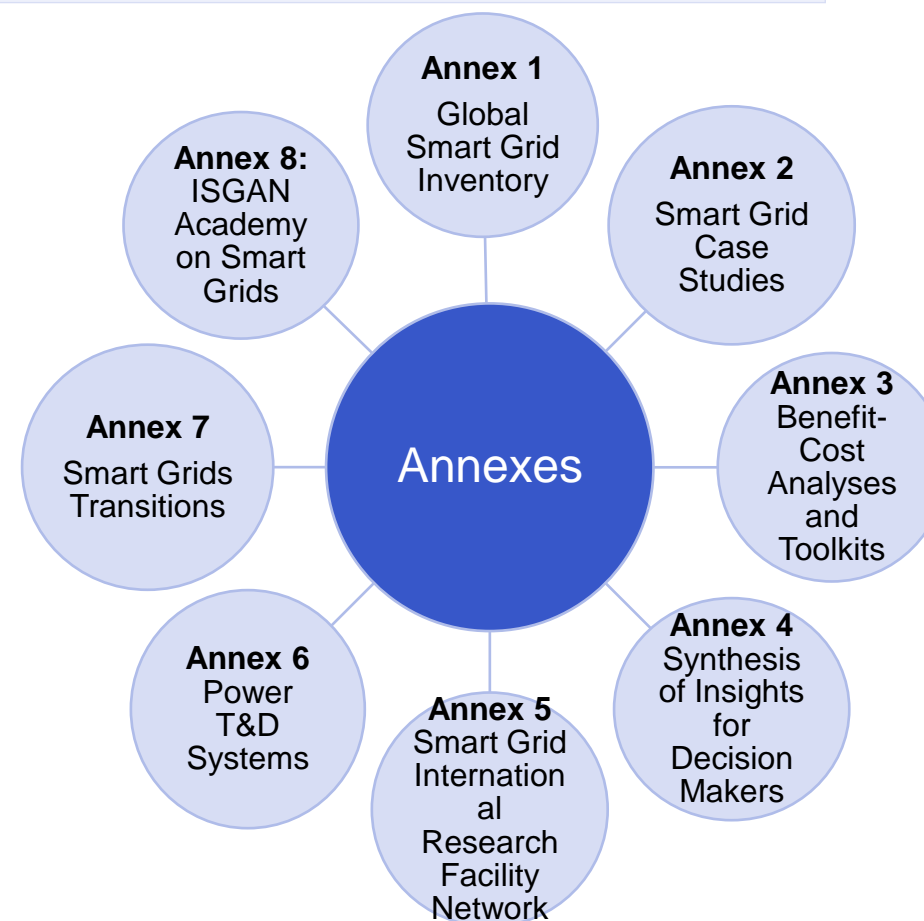 Annex 1
Global
Smart Grid
Inventory
Annex 2
Smart Grid
Case
Studies
Annex 3
Benefit-
Cost
Analyses
and
Toolkits
Annex 4
Synthesis
of Insights
for
Decision
Makers
Annex 5
Smart Grid
Internation
al
Research
Facility
Network
Annex 6
Power
T&D
Systems
Annex 7
Smart Grids
Transitions
Annex 8:
ISGAN
Academy
on Smart
Grids
Annexes